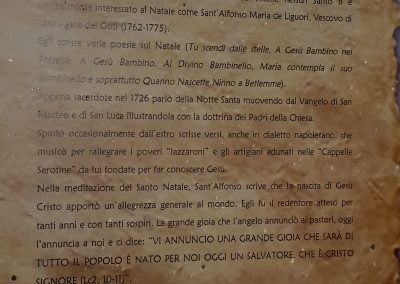 nessun Santo si è
cordialmente interessato al Natale come Sant'Alfonso Maria de Liguori, Vescovo di
Sant'Agata dei Goti (1762-1775).
Egli scrisse varie poesie sul Natale (Tu scendi dalle stelle, A Gesù Bambino nel
Presepe, A Gesù Bambino, Al Divino Bambinello, Maria contempla il suo
Bambinello e soprattutto Quanno Nascette Ninno a Betlemme).
Appena sacerdote nel 1726 parlò della Notte Santa muovendo dal Vangelo di San
Matteo e di San Luca illustrandola con la dottrina dei Padri della Chiesa.
Spinto occasionalmente dall'estro scrisse versi, anche in dialetto napoletano, che
musicò per rallegrare i poveri "lazzaroni" e gli artigiani adunati nelle "Cappelle
Serotine" da lui fondate per far conoscere Gesù.
Nella meditazione del Santo Natale, Sant'Alfonso scrive che la nascita di Gesù
Cristo apportò un'allegrezza generale al mondo. Egli fu il redentore atteso per
tanti anni e con tanti sospiri. La grande gioia che l'angelo annunciò ai pastori, oggi
l'annuncia a noi e ci dice: "VI ANNUNCIO UNA GRANDE GIOIA CHE SARÀ DI
TUTTO IL POPOLO È NATO PER NOI OGGI UN SALVATORE, CHE È CRISTO
SIGNORE (Lc2, 10-11)".